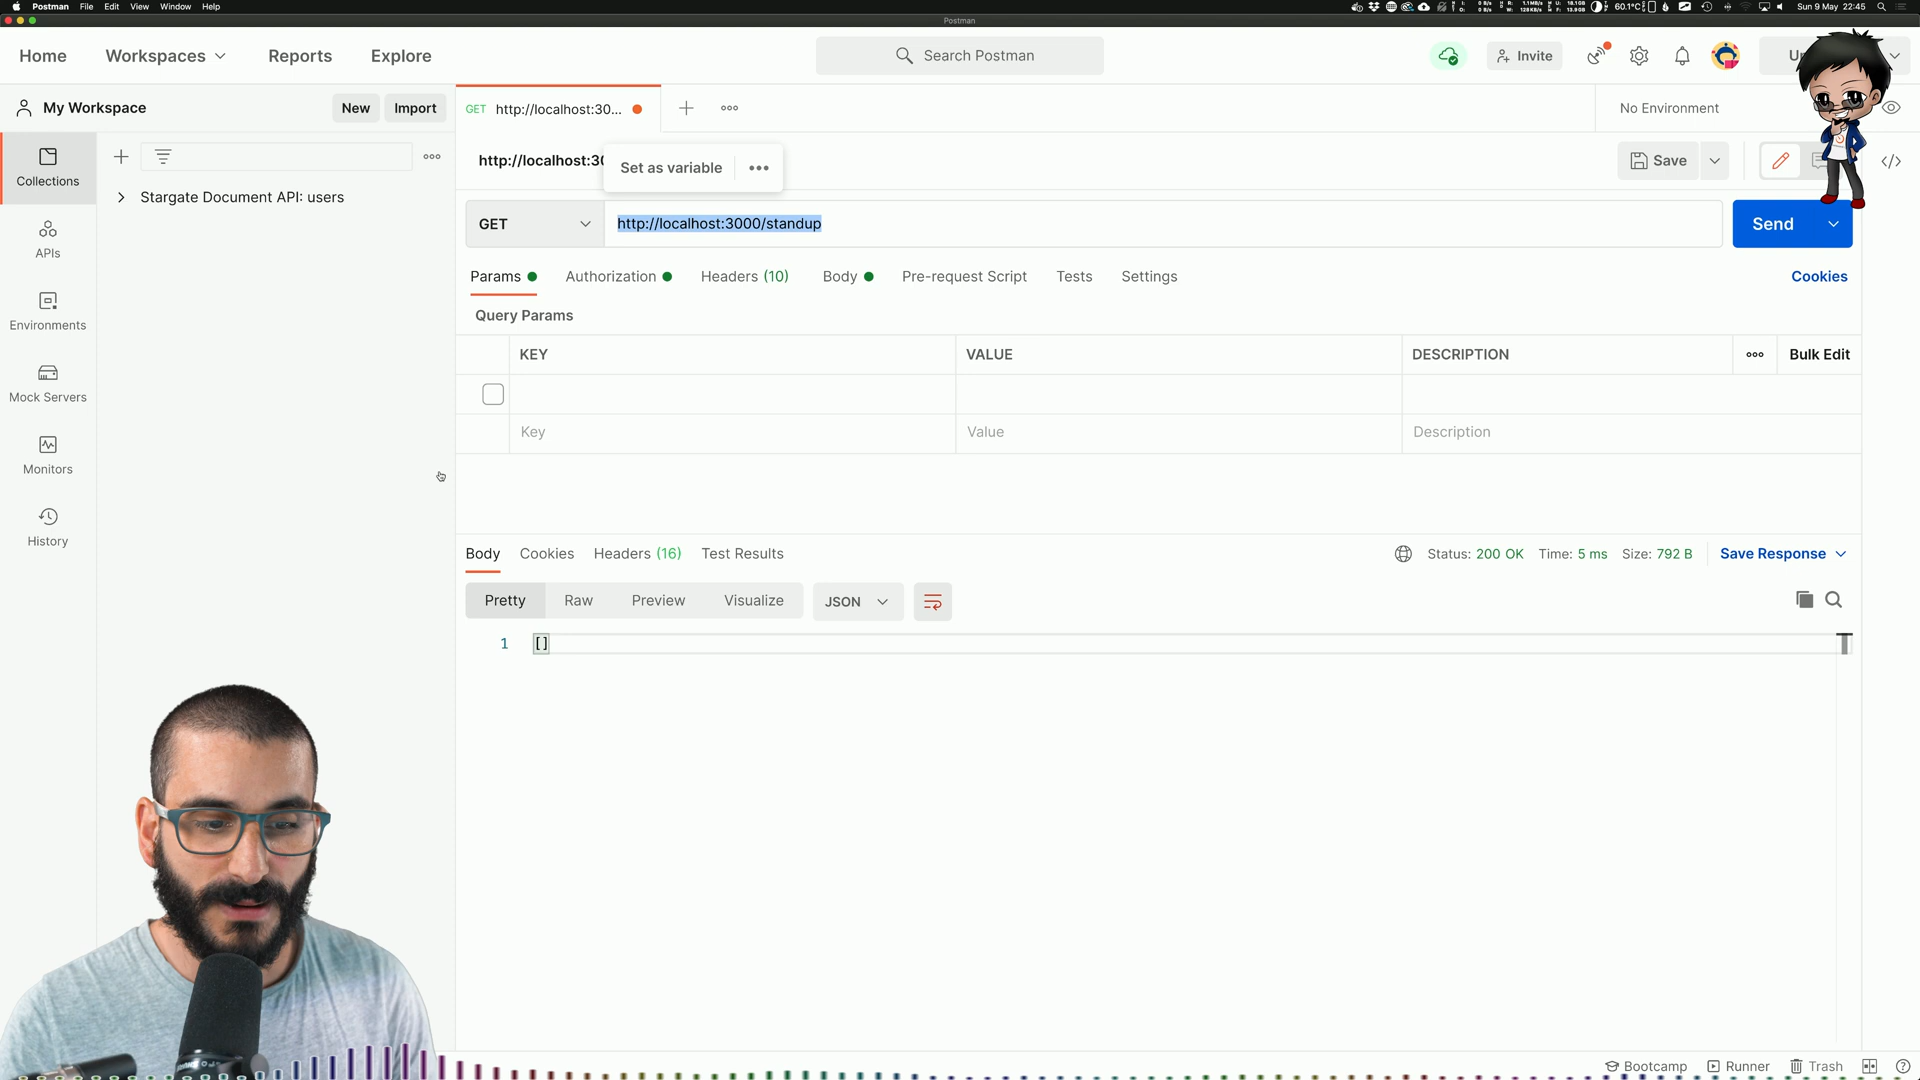 Postman File Edit View Window Help
60.1°C
Sun 9 May 22:45
Postman
Home Workspaces Reports Explore
Search Postman
Invite
My Workspace
New Import
GET http://localhost:30...
No Environment
Collections
APIs
Environments
Mock Servers
Monitors
History
Stargate Document API: users
http://localhost:30
Set as variable
Save
GET http://localhost:3000/standup
Send
Params Authorization Headers (10) Body Pre-request Script Tests Settings
Cookies
Query Params
KEY VALUE DESCRIPTION Bulk Edit
Key Value Description
Body Cookies Headers (16) Test Results
Status: 200 OK Time: 5 ms Size: 792 B
Save Response
Pretty Raw Preview Visualize JSON
1 []
Bootcamp Runner Trash